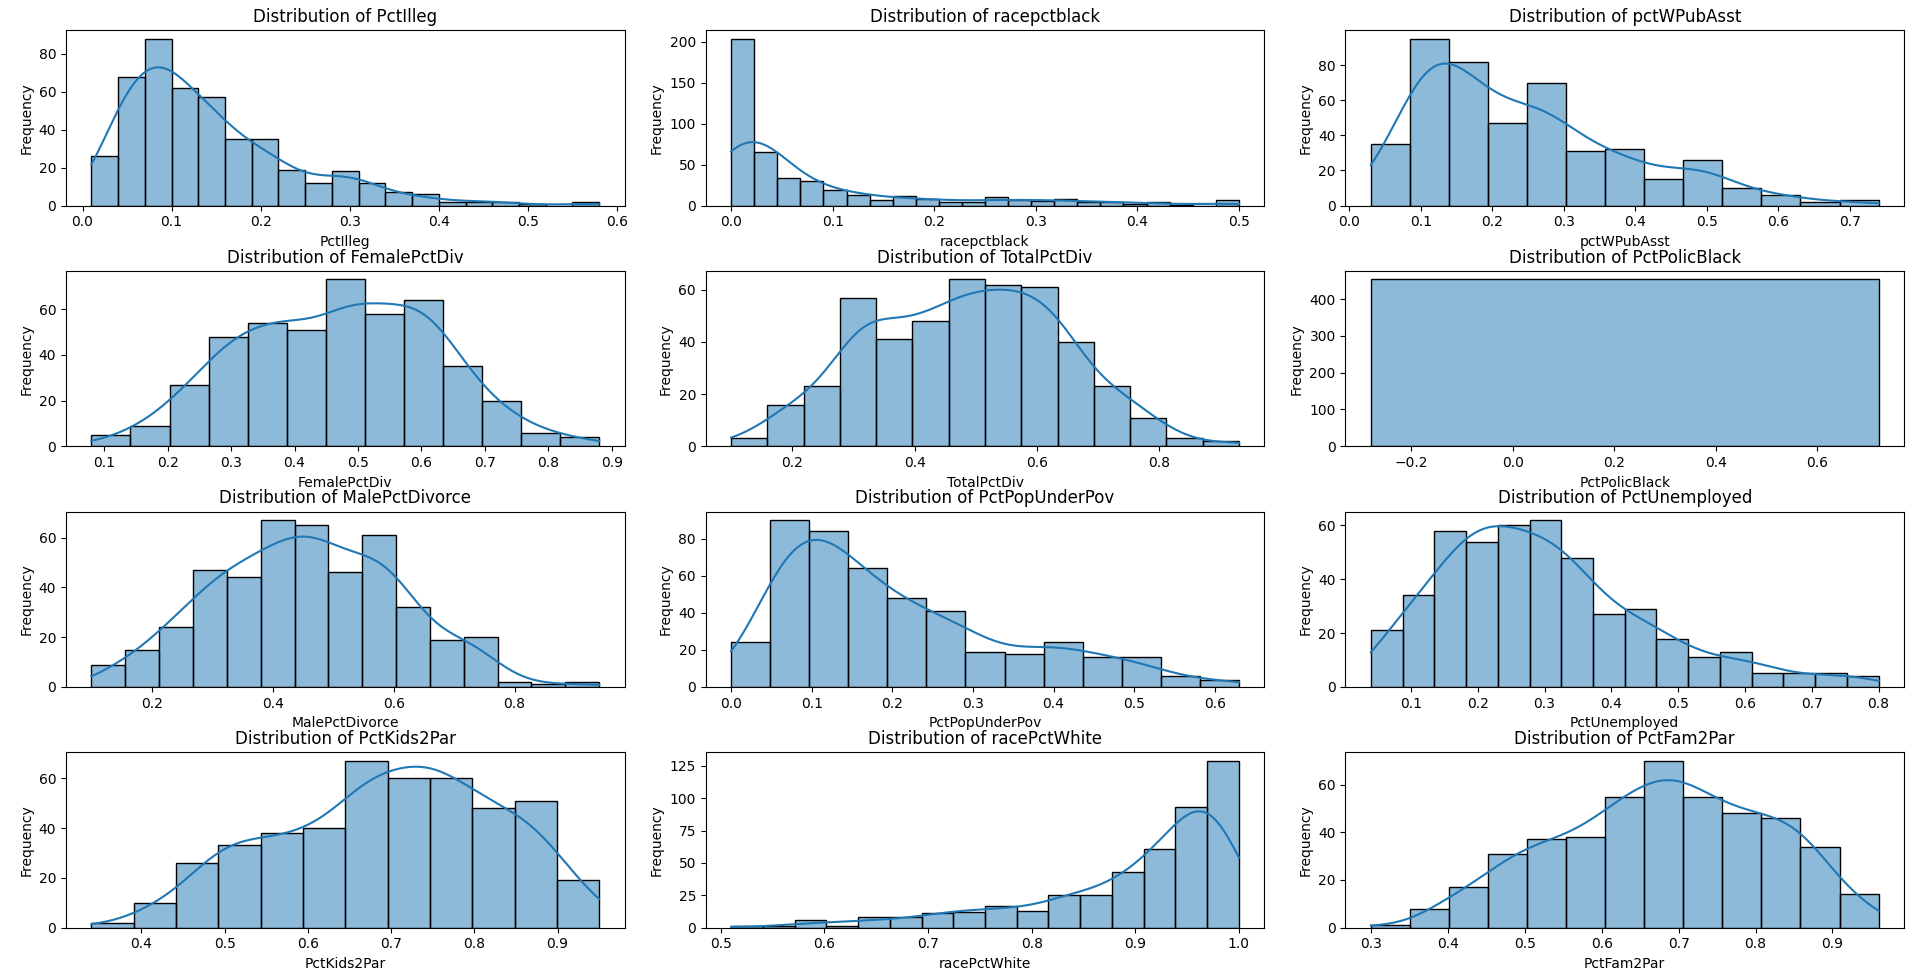 Distribution of PctIlleg
Frequency
80
60
40
20
0
0.0 0.1 0.2 0.3 0.4 0.5 0.6
PctIlleg
Distribution of racepctblack
Frequency
200
150
100
50
0
0.0 0.1 0.2 0.3 0.4 0.5
racepctblack
Distribution of pctWPubAsst
Frequency
80
60
40
20
0
0.0 0.1 0.2 0.3 0.4 0.5 0.6 0.7
pctWPubAsst
Distribution of FemalePctDiv
Frequency
60
40
20
0
0.1 0.2 0.3 0.4 0.5 0.6 0.7 0.8 0.9
FemalePctDiv
Distribution of TotalPctDiv
Frequency
60
40
20
0
0.2 0.4 0.6 0.8
TotalPctDiv
Distribution of PctPolicBlack
Frequency
400
300
200
100
0
−0.2 0.0 0.2 0.4 0.6
PctPolicBlack
Distribution of MalePctDivorce
Frequency
60
40
20
0
0.2 0.4 0.6 0.8
MalePctDivorce
Distribution of PctPopUnderPov
Frequency
80
60
40
20
0
0.0 0.1 0.2 0.3 0.4 0.5 0.6
PctPopUnderPov
Distribution of PctUnemployed
Frequency
60
40
20
0
0.1 0.2 0.3 0.4 0.5 0.6 0.7 0.8
PctUnemployed
Distribution of PctKids2Par
Frequency
60
40
20
0
0.4 0.5 0.6 0.7 0.8 0.9
PctKids2Par
Distribution of racePctWhite
Frequency
125
100
75
50
25
0
0.5 0.6 0.7 0.8 0.9 1.0
racePctWhite
Distribution of PctFam2Par
Frequency
60
40
20
0
0.3 0.4 0.5 0.6 0.7 0.8 0.9
PctFam2Par